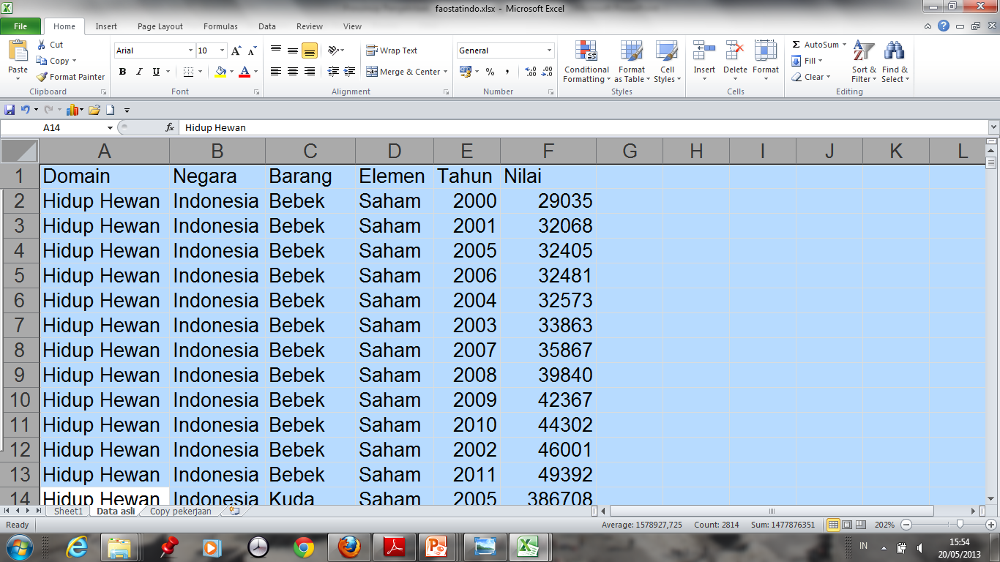 faostatindo.xlsx - Microsoft Excel
File Home Insert Page Layout Formulas Data Review View
Paste
Cut
Copy
Format Painter
Clipboard
Arial 10
B I U
Font
Wrap Text
Merge & Center
Alignment
General
% ,
Number
Conditional Formatting
Format as Table
Cell Styles
Styles
Insert
Delete
Format
Cells
AutoSum
Fill
Clear
Sort & Filter
Find & Select
Editing
A14 fx Hidup Hewan
A B C D E F G H I J K L
1 Domain Negara Barang Elemen Tahun Nilai
2 Hidup Hewan Indonesia Bebek Saham 2000 29035
3 Hidup Hewan Indonesia Bebek Saham 2001 32068
4 Hidup Hewan Indonesia Bebek Saham 2005 32405
5 Hidup Hewan Indonesia Bebek Saham 2006 32481
6 Hidup Hewan Indonesia Bebek Saham 2004 32573
7 Hidup Hewan Indonesia Bebek Saham 2003 33863
8 Hidup Hewan Indonesia Bebek Saham 2007 35867
9 Hidup Hewan Indonesia Bebek Saham 2008 39840
10 Hidup Hewan Indonesia Bebek Saham 2009 42367
11 Hidup Hewan Indonesia Bebek Saham 2010 44302
12 Hidup Hewan Indonesia Bebek Saham 2002 46001
13 Hidup Hewan Indonesia Bebek Saham 2011 49392
14 Hidup Hewan Indonesia Kuda Saham 2005 386708
Sheet1 Data asli Copy pekerjaan
Ready Average: 1578927,725 Count: 2814 Sum: 1477876351 202%
IN 15:54
20/05/2013